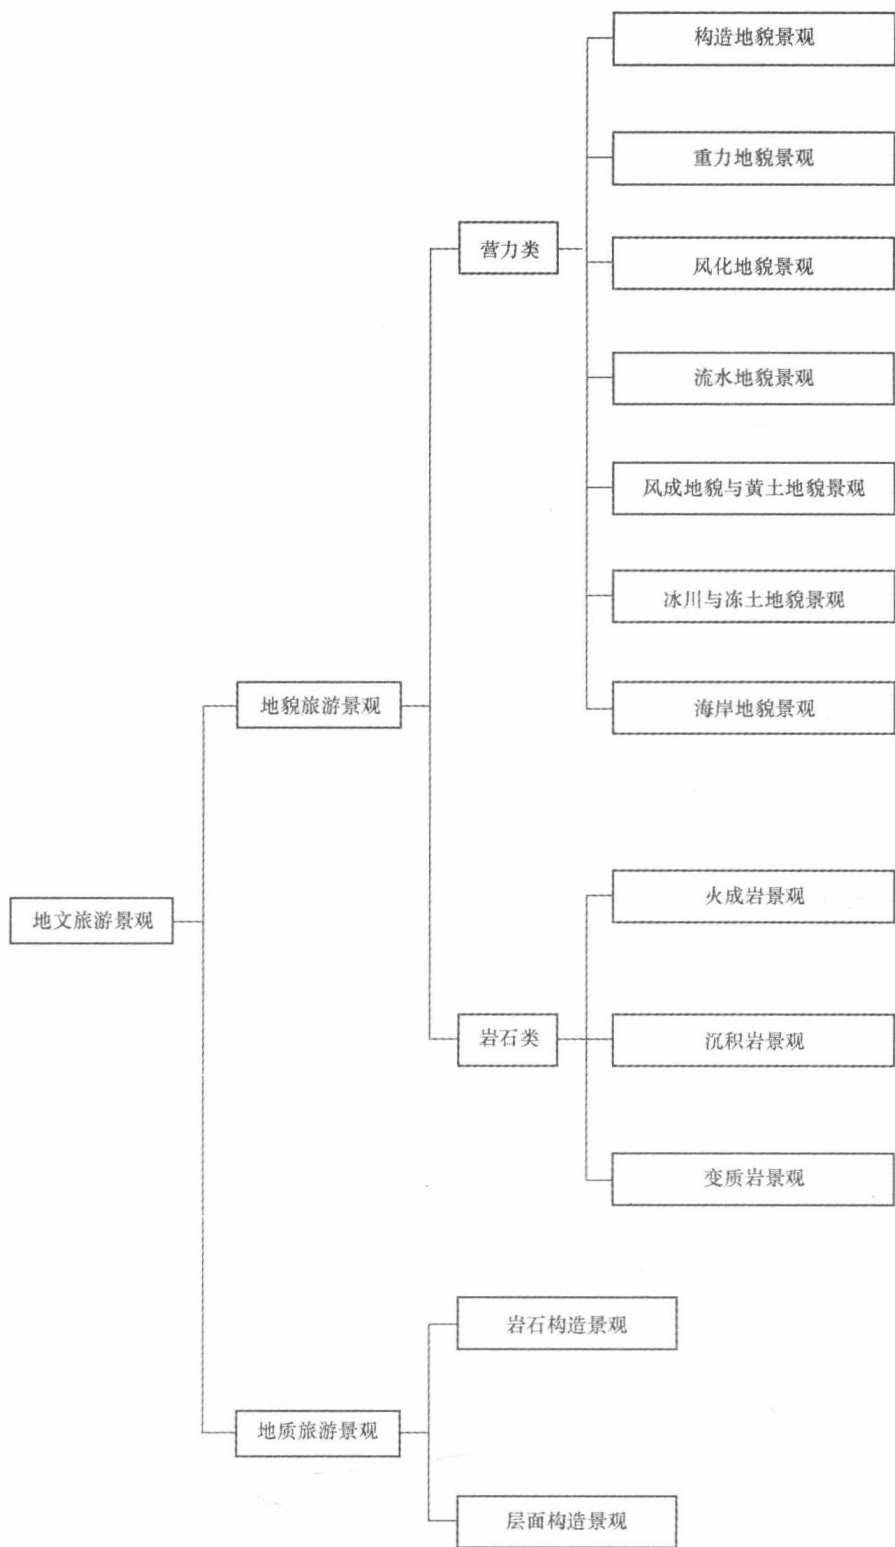 构造地貌景观
重力地貌景观
营力类
风化地貌景观
流水地貌景观
风成地貌与黄土地貌景观
冰川与冻土地貌景观
地貌旅游景观
海岸地貌景观
火成岩景观
地文旅游景观
岩石类
沉积岩景观
变质岩景观
岩石构造景观
地质旅游景观
层面构造景观